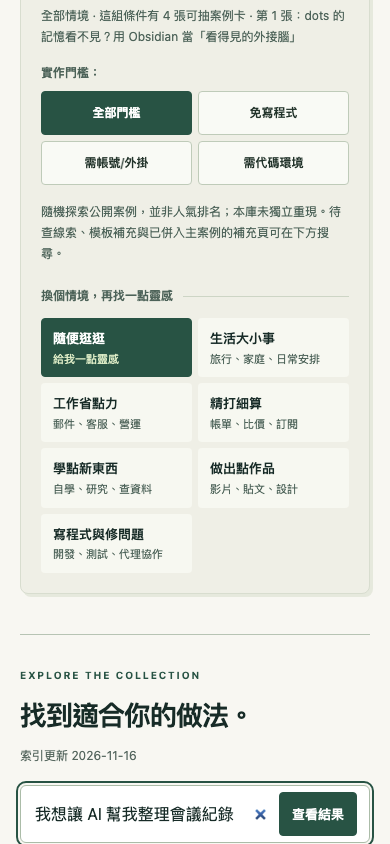 全部情境 · 這組條件有 4 張可抽案例卡 · 第 1 張：dots 的
記憶看不見？用 Obsidian 當「看得見的外接腦」
實作門檻：
全部門檻
免寫程式
需帳號/外掛
需代碼環境
隨機探索公開案例，並非人氣排名；本庫未獨立重現。待
查線索、模板補充與已併入主案例的補充頁可在下方搜
尋。
換個情境，再找一點靈感
隨便逛逛
給我一點靈感
生活大小事
旅行、家庭、日常安排
工作省點力
郵件、客服、營運
精打細算
帳單、比價、訂閱
學點新東西
自學、研究、查資料
做出點作品
影片、貼文、設計
寫程式與修問題
開發、測試、代理協作
EXPLORE THE COLLECTION
找到適合你的做法。
索引更新 2026-11-16
我想讓 AI 幫我整理會議紀錄
查看結果